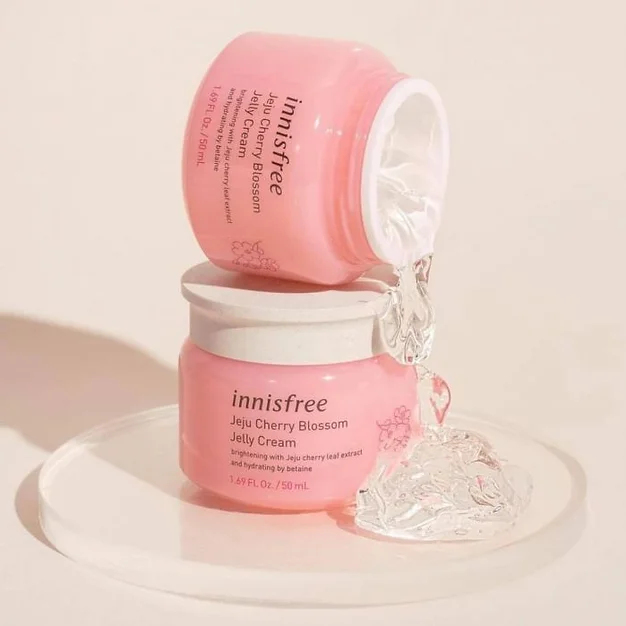 innisfree
Jeju Cherry Blossom
Jelly Cream
brightening with Jeju cherry leaf extract
and hydrating by betaine
1.69 FL.Oz. / 50 mL
innisfree
Jeju Cherry Blossom
Jelly Cream
brightening with Jeju cherry leaf extract
and hydrating by betaine
1.69 FL.Oz. / 50 mL